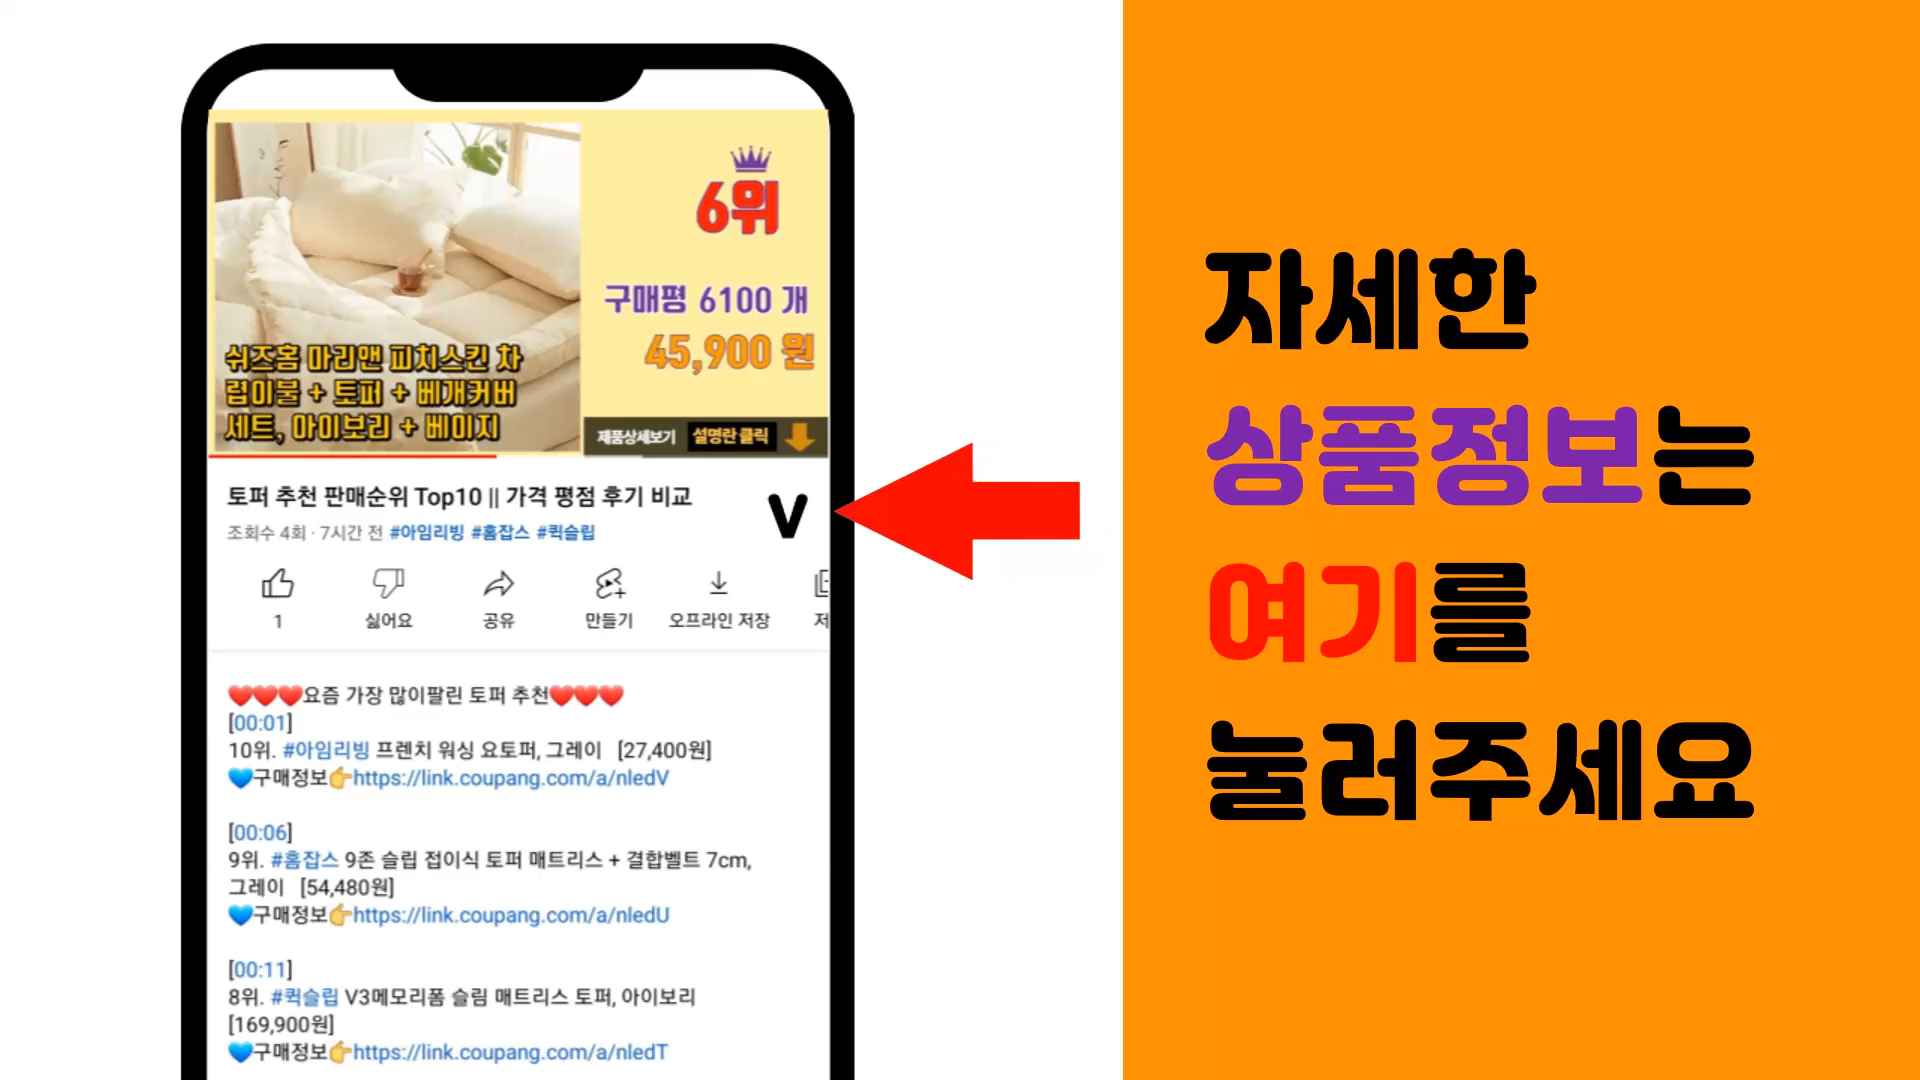 6위
구매평 6100 개
45,900 원
쉬즈홈 마리앤 피치스킨 차
렵이불 + 토퍼 + 베개커버
세트, 아이보리 + 베이지
제품상세보기 설명란 클릭
토퍼 추천 판매순위 Top10 || 가격 평점 후기 비교
V
조회수 4회 · 7시간 전 #아임리빙 #홈잡스 #퀵슬립
1 싫어요 공유 만들기 오프라인 저장 저
❤️❤️❤️요즘 가장 많이팔린 토퍼 추천❤️❤️❤️
[00:01]
10위. #아임리빙 프렌치 워싱 요토퍼, 그레이 [27,400원]
💙구매정보👉https://link.coupang.com/a/nledV
[00:06]
9위. #홈잡스 9존 슬립 접이식 토퍼 매트리스 + 결합벨트 7cm,
그레이 [54,480원]
💙구매정보👉https://link.coupang.com/a/nledU
[00:11]
8위. #퀵슬립 V3메모리폼 슬림 매트리스 토퍼, 아이보리
[169,900원]
💙구매정보👉https://link.coupang.com/a/nledT
자세한
상품정보는
여기를
눌러주세요